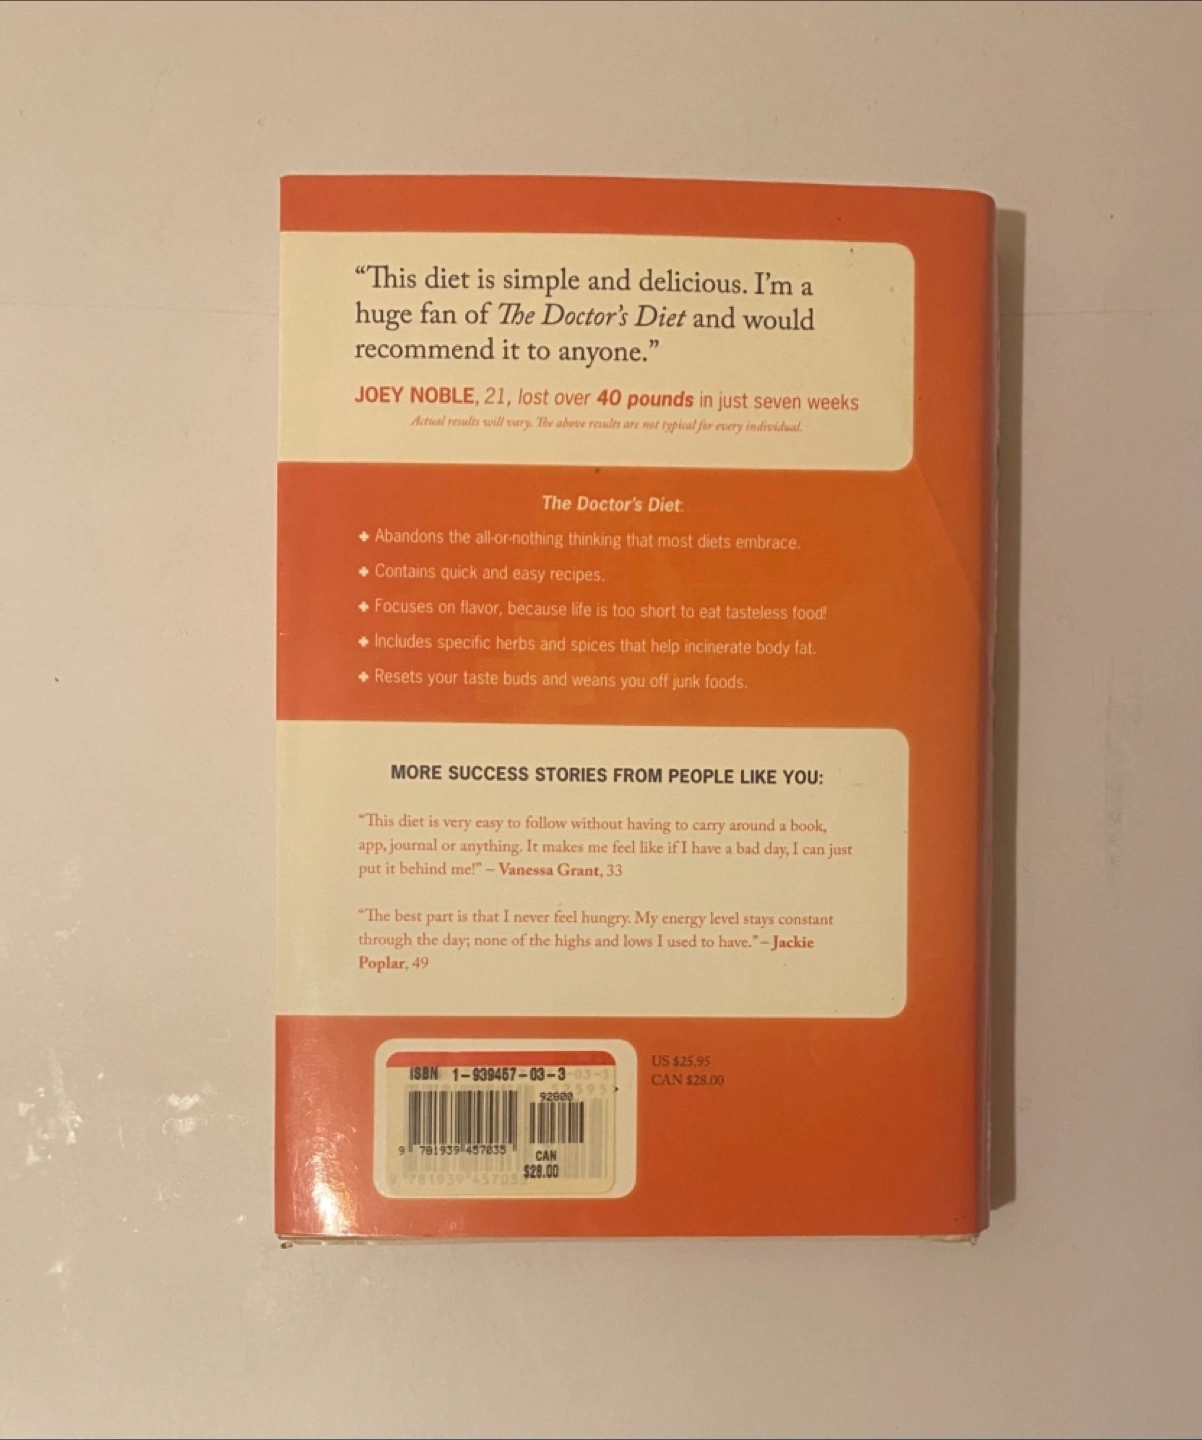 “This diet is simple and delicious. I’m a
huge fan of The Doctor’s Diet and would
recommend it to anyone.”
JOEY NOBLE, 21, lost over 40 pounds in just seven weeks
Actual results will vary. The above results are not typical for every individual.
The Doctor’s Diet:
✚ Abandons the all-or-nothing thinking that most diets embrace.
✚ Contains quick and easy recipes.
✚ Focuses on flavor, because life is too short to eat tasteless food!
✚ Includes specific herbs and spices that help incinerate body fat.
✚ Resets your taste buds and weans you off junk foods.
MORE SUCCESS STORIES FROM PEOPLE LIKE YOU:
“This diet is very easy to follow without having to carry around a book,
app, journal or anything. It makes me feel like if I have a bad day, I can just
put it behind me!” – Vanessa Grant, 33
“The best part is that I never feel hungry. My energy level stays constant
through the day; none of the highs and lows I used to have.” – Jackie
Poplar, 49
ISBN 1-939457-03-3
92800
9 781939 457035
CAN
$28.00
9 781939 45703
US $25.95
CAN $28.00